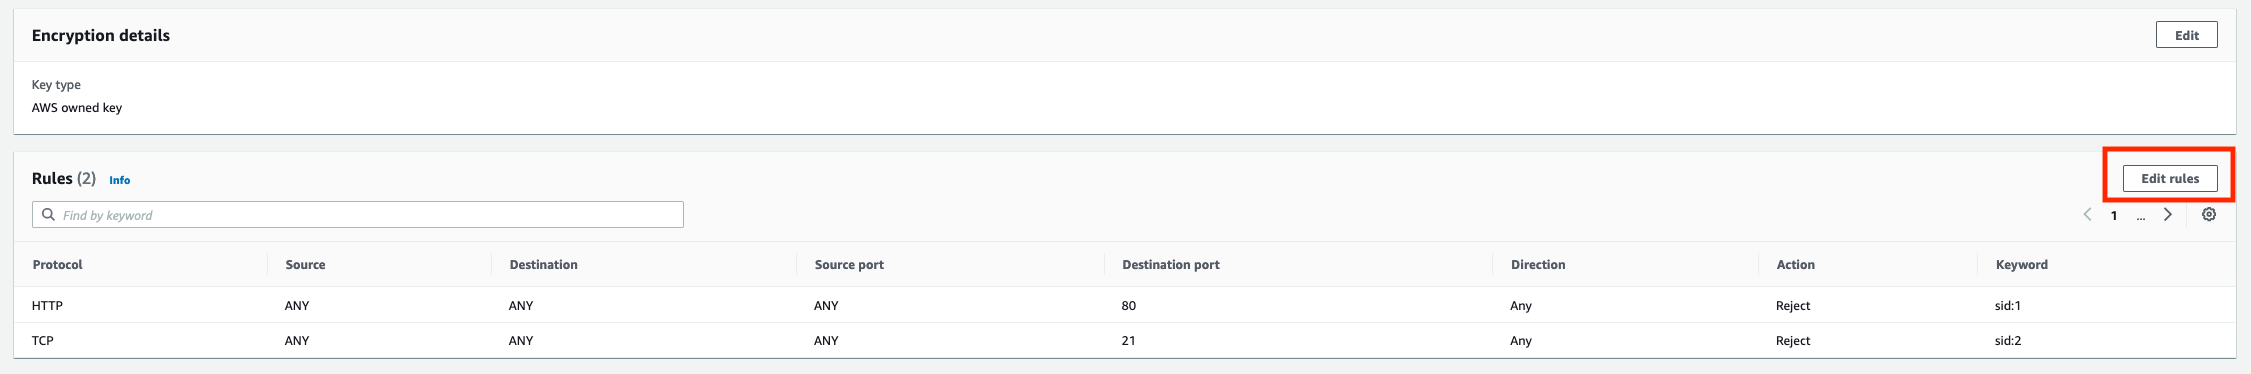 Encryption details Edit
Key type
AWS owned key
Rules (2) Info Edit rules
Find by keyword 1 ...
Protocol Source Destination Source port Destination port Direction Action Keyword
HTTP ANY ANY ANY 80 Any Reject sid:1
TCP ANY ANY ANY 21 Any Reject sid:2